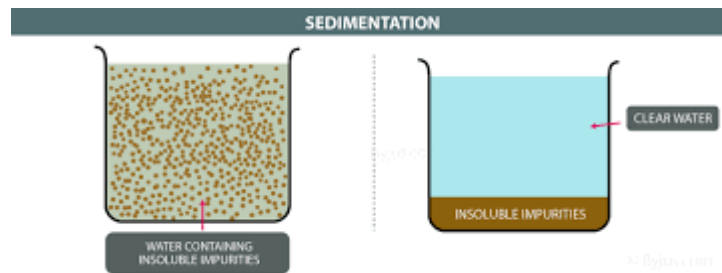 SEDIMENTATION
CLEAR WATER
INSOLUBLE IMPURITIES
WATER CONTAINING
INSOLUBLE IMPURITIES